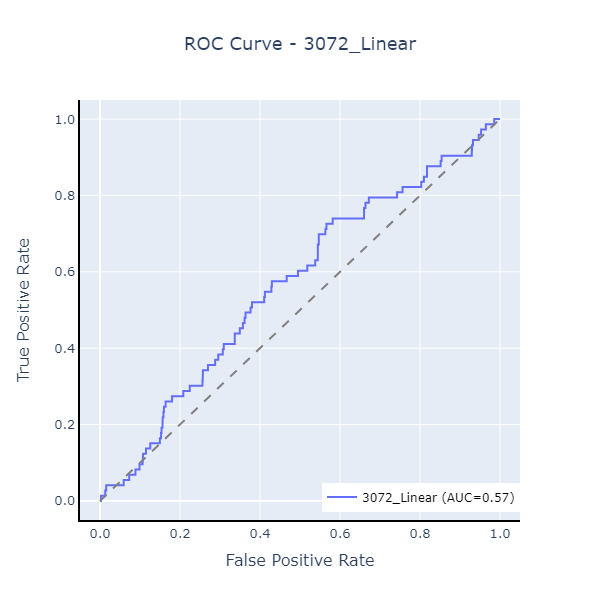 ROC Curve - 3072_Linear
True Positive Rate
1.0
0.8
0.6
0.4
0.2
0.0
3072_Linear (AUC=0.57)
0.0 0.2 0.4 0.6 0.8 1.0
False Positive Rate